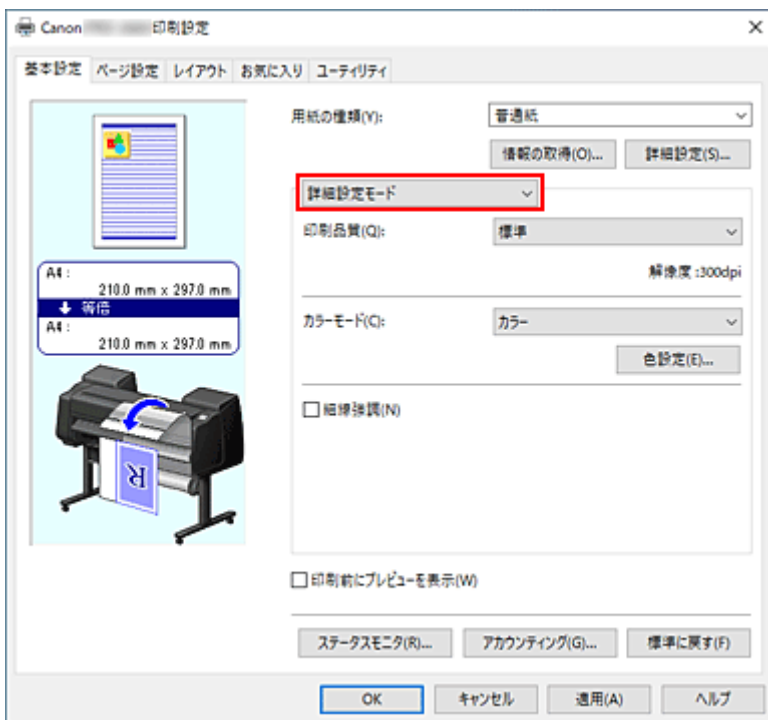 Canon 印刷設定
基本設定 ページ設定 レイアウト お気に入り ユーティリティ
用紙の種類(Y): 普通紙
情報の取得(O)... 詳細設定(S)...
詳細設定モード
印刷品質(Q): 標準
解像度 :300dpi
A4 :
210.0 mm x 297.0 mm
等倍
A4 :
210.0 mm x 297.0 mm
カラーモード(C): カラー
色設定(E)...
細線強調(N)
R
印刷前にプレビューを表示(W)
ステータスモニタ(R)... アカウンティング(G)... 標準に戻す(F)
OK キャンセル 適用(A) ヘルプ